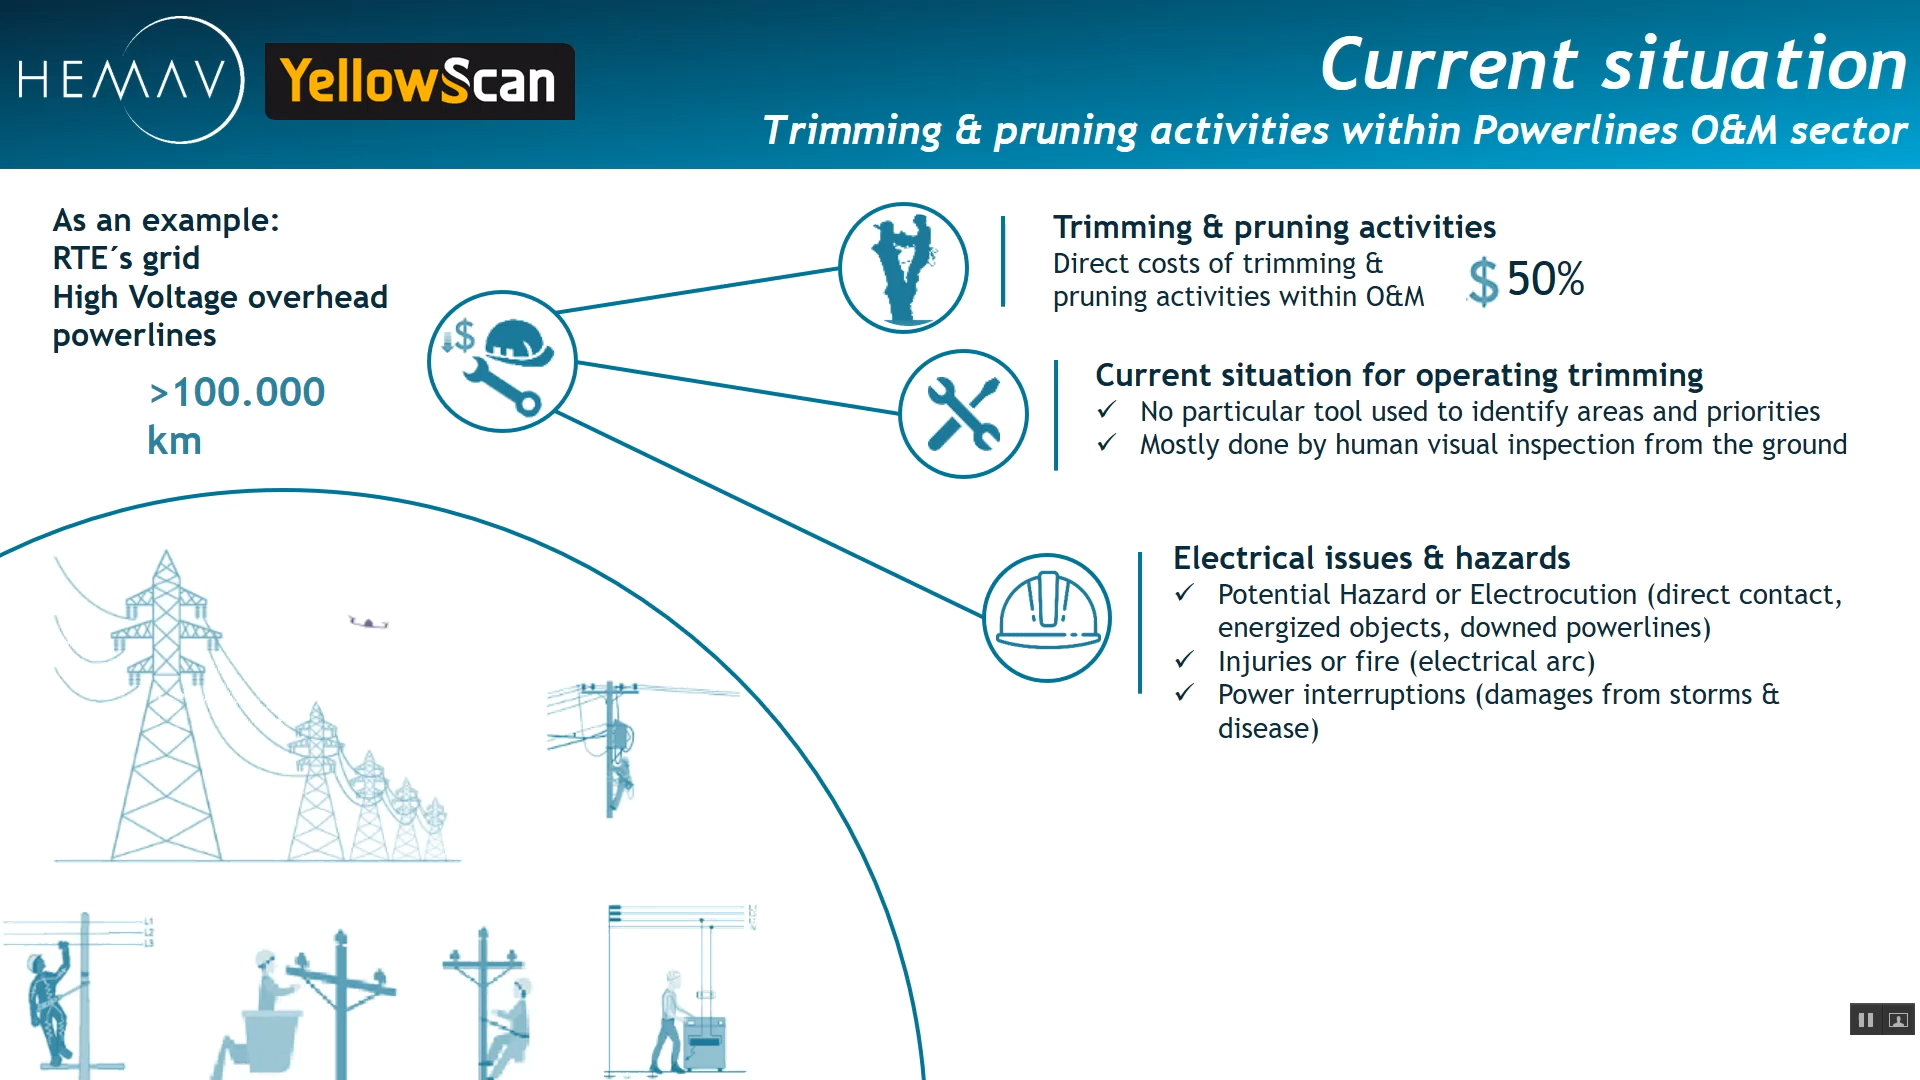 HEMAV
YellowScan
Current situation
Trimming & pruning activities within Powerlines O&M sector
As an example:
RTE´s grid
High Voltage overhead
powerlines
>100.000
km
$
Trimming & pruning activities
Direct costs of trimming &
pruning activities within O&M
$ 50%
Current situation for operating trimming
✓ No particular tool used to identify areas and priorities
✓ Mostly done by human visual inspection from the ground
Electrical issues & hazards
✓ Potential Hazard or Electrocution (direct contact,
energized objects, downed powerlines)
✓ Injuries or fire (electrical arc)
✓ Power interruptions (damages from storms &
disease)
L1
L2
L3